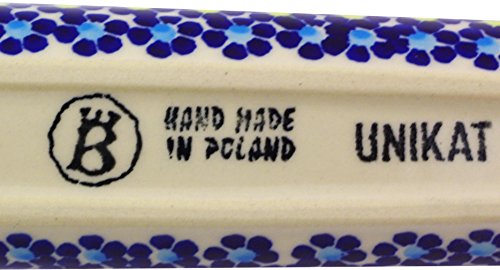 B
HAND MADE
IN POLAND
UNIKAT